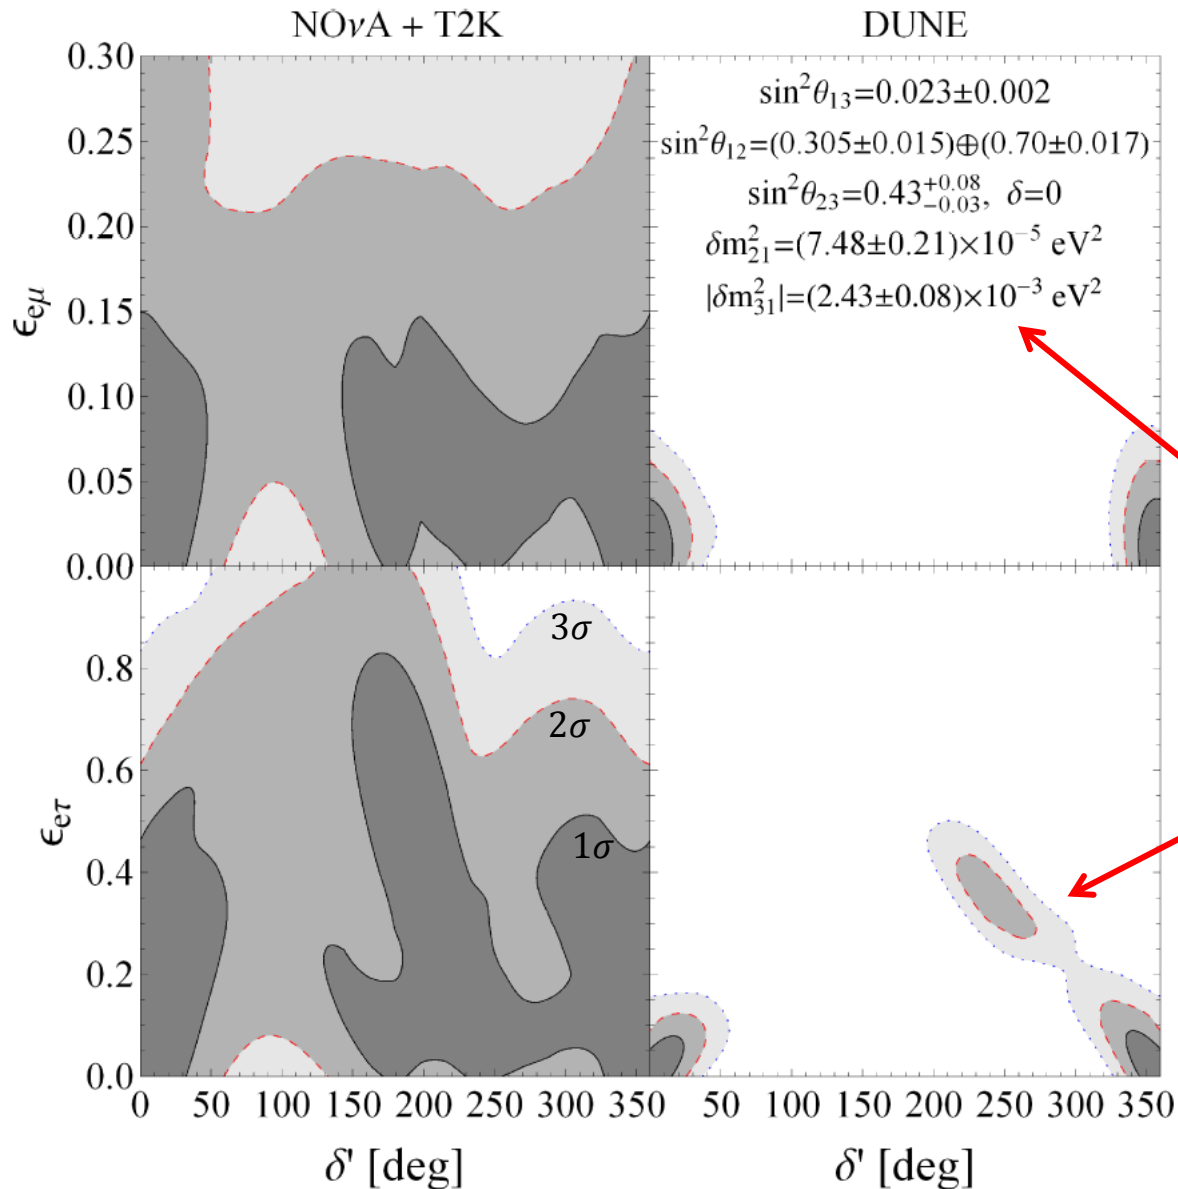 NOνA + T2K
DUNE
0.30
0.25
0.20
0.15
0.10
0.05
0.00
ϵeμ
sin²θ₁₃=0.023±0.002
sin²θ₁₂=(0.305±0.015)⊕(0.70±0.017)
sin²θ₂₃=0.43+0.08−0.03, δ=0
δm²₂₁=(7.48±0.21)×10⁻⁵ eV²
|δm²₃₁|=(2.43±0.08)×10⁻³ eV²
0.8
0.6
0.4
0.2
0.0
ϵeτ
3σ
2σ
1σ
0 50 100 150 200 250 300 350
50 100 150 200 250 300 350
δ' [deg]
δ' [deg]